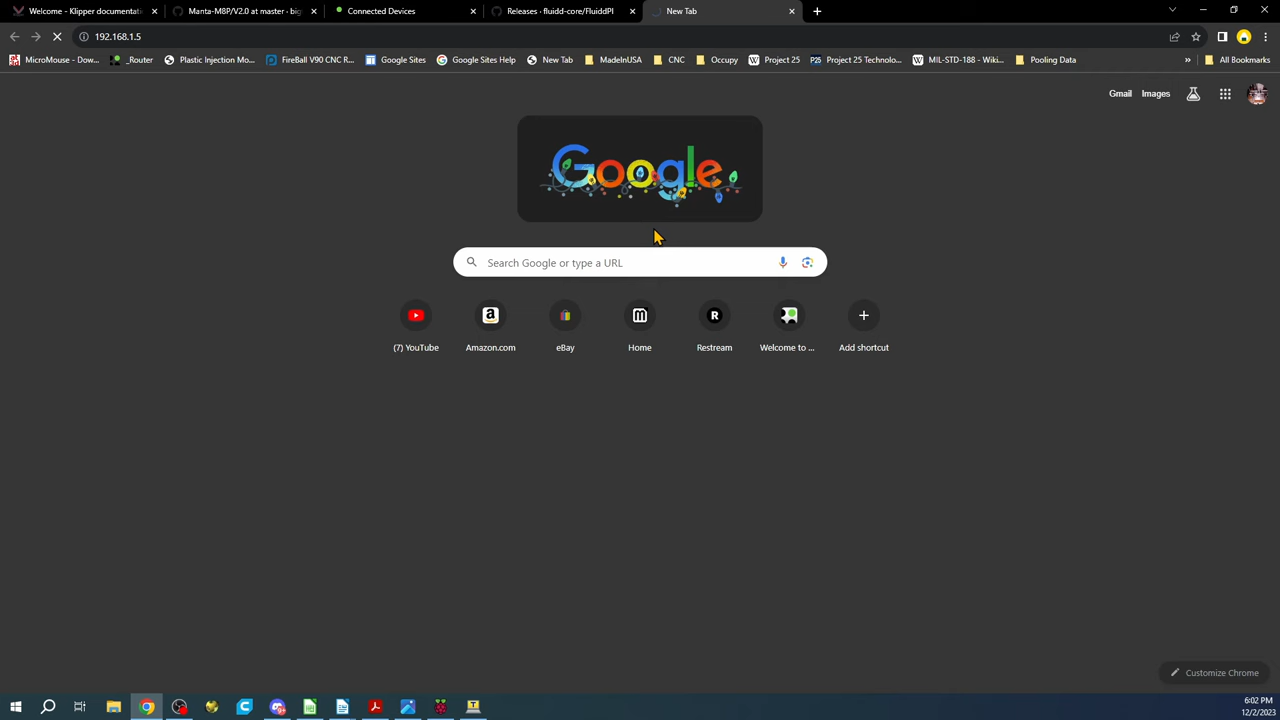 Welcome - Klipper documentati
Manta-M8P/V2.0 at master · big
Connected Devices
Releases · fluidd-core/FluiddPI
New Tab
192.168.1.5
MicroMouse - Dow...
_Router
Plastic Injection Mo...
FireBall V90 CNC R...
Google Sites
Google Sites Help
New Tab
MadeInUSA
CNC
Occupy
Project 25
Project 25 Technolo...
MIL-STD-188 - Wiki...
Pooling Data
»
All Bookmarks
Gmail
Images
Google
Search Google or type a URL
(7) YouTube
Amazon.com
eBay
Home
Restream
Welcome to ...
Add shortcut
Customize Chrome
6:02 PM
12/2/2023